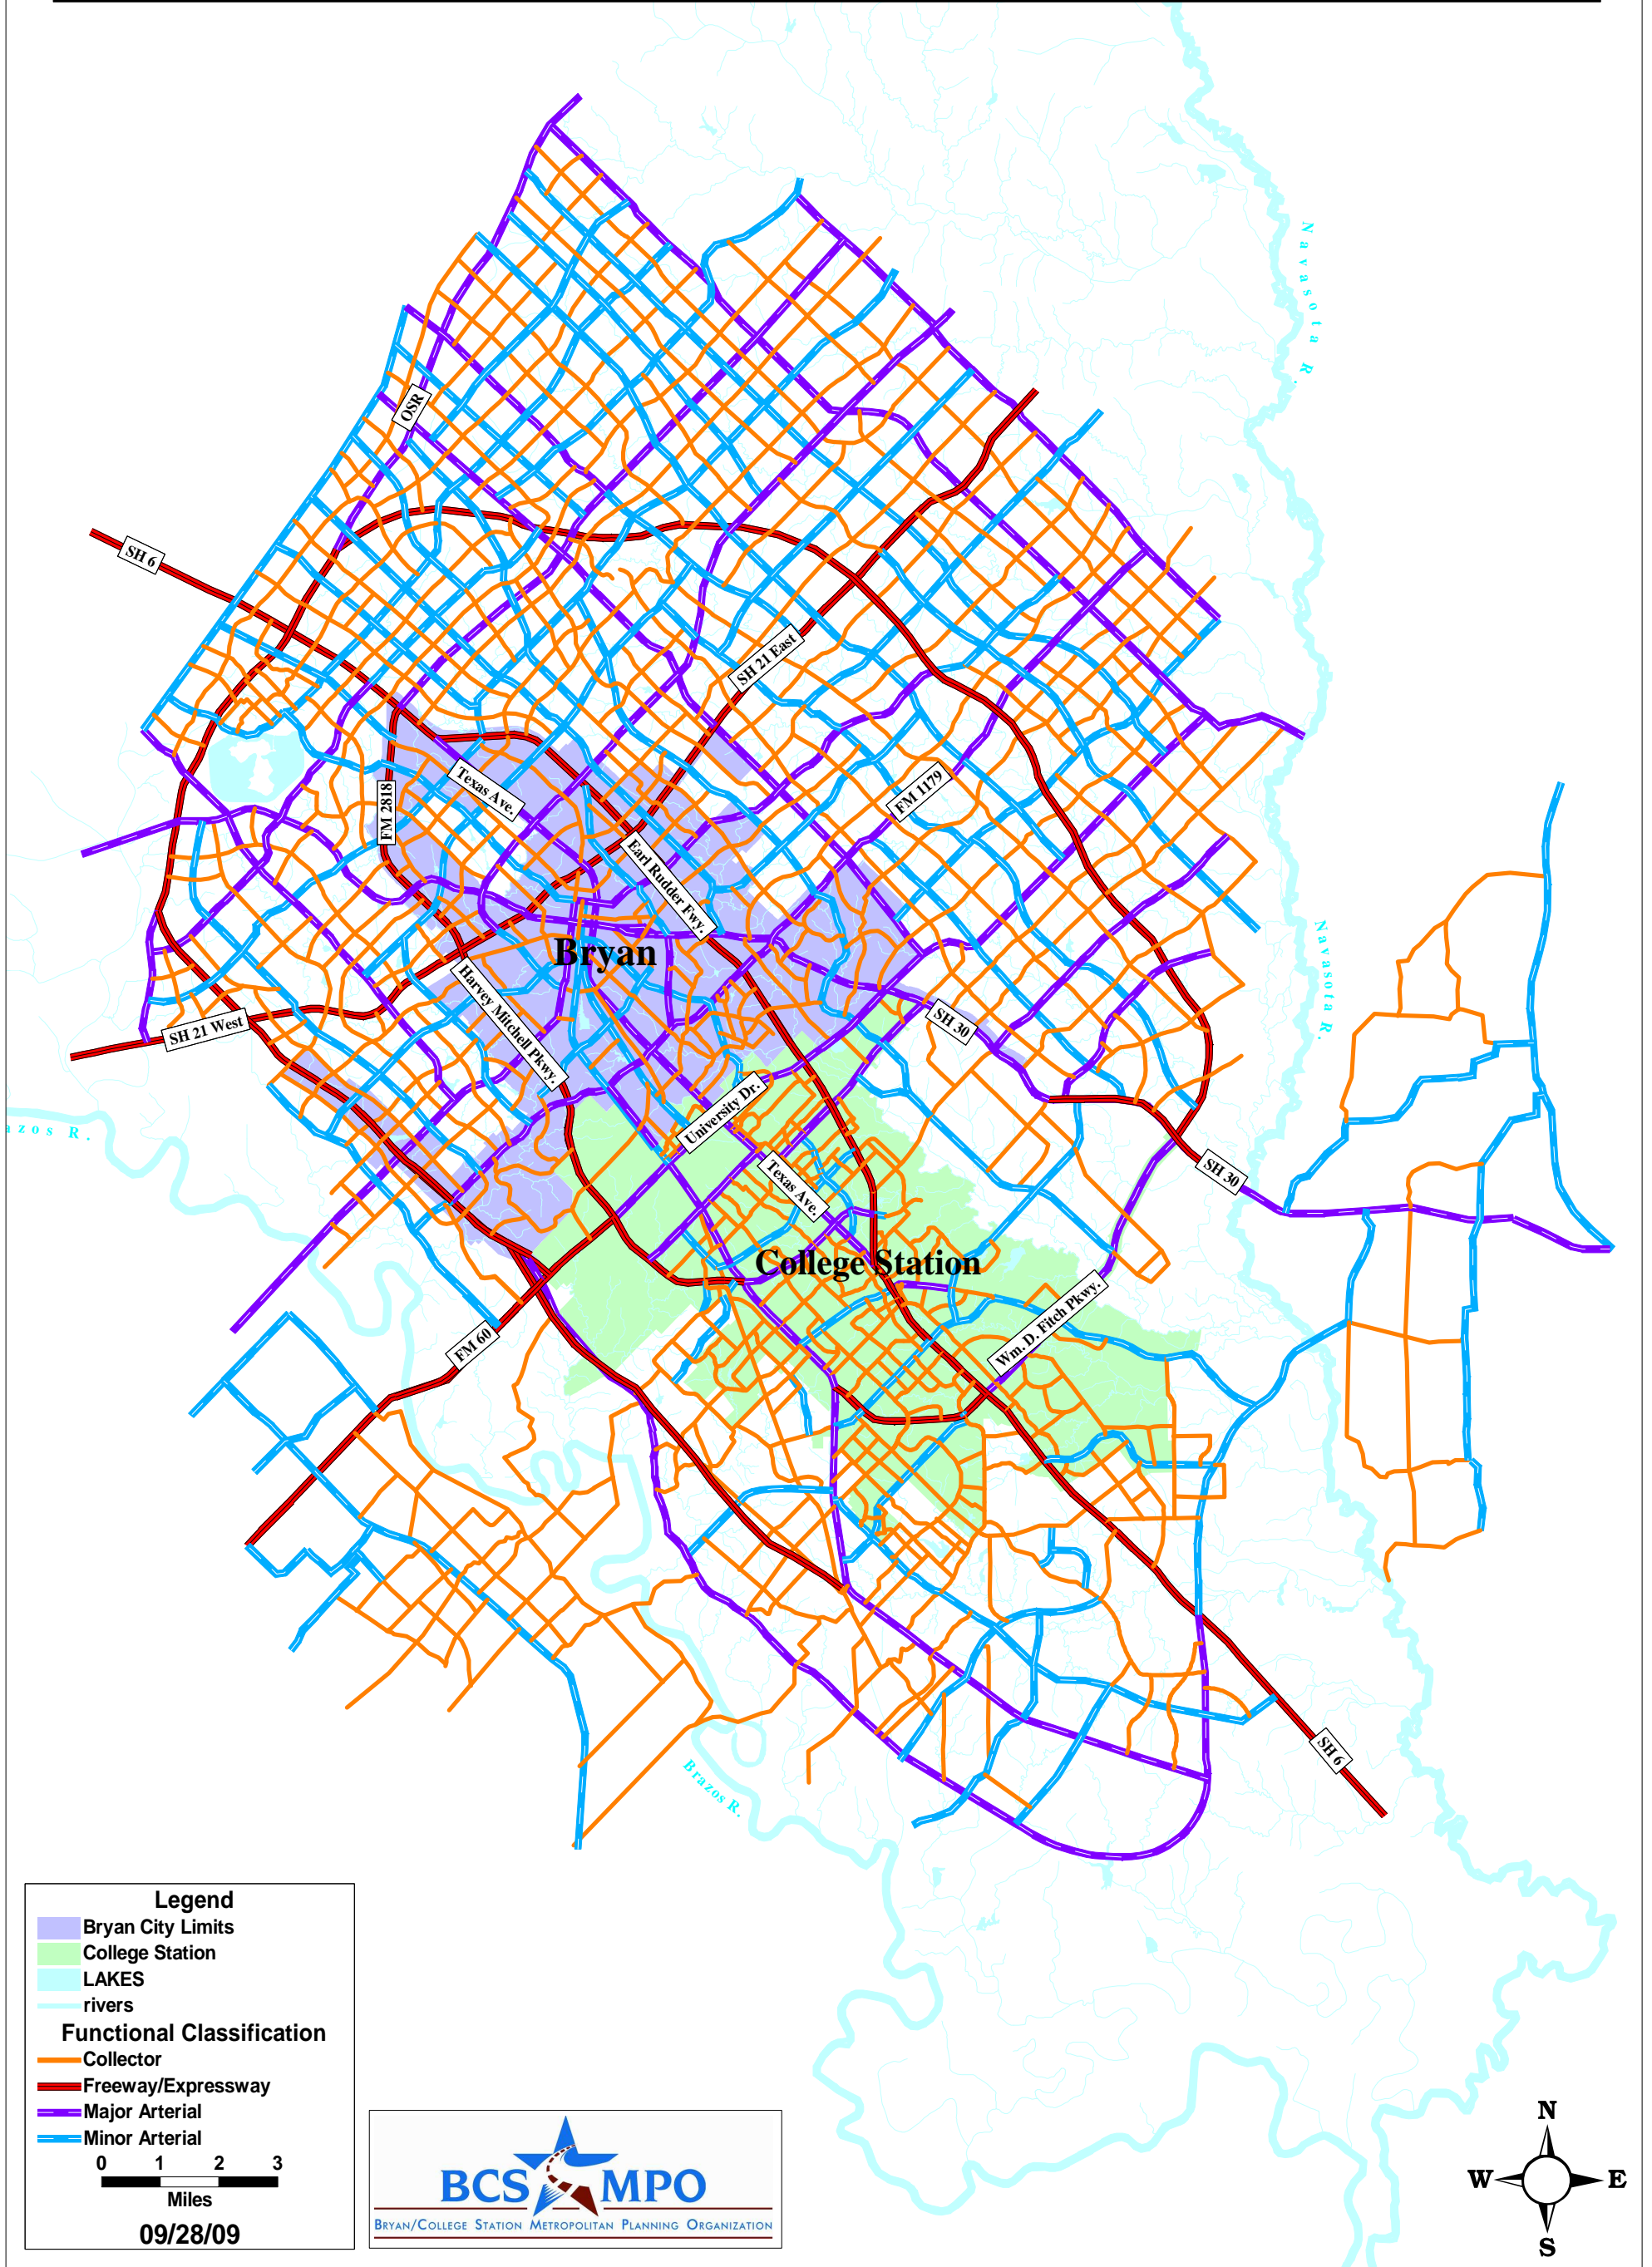 Navasota R.
OSR
SH 6
SH 21 East
Texas Ave.
FM 2818
FM 1179
Earl Rudder Fwy.
Bryan
Navasota R.
Harvey Mitchell Pkwy.
SH 30
SH 21 West
azos R.
University Dr.
Texas Ave.
SH 30
College Station
Wm. D. Fitch Pkwy.
FM 60
SH 6
Brazos R.
Legend
Bryan City Limits
College Station
LAKES
rivers
Functional Classification
Collector
Freeway/Expressway
Major Arterial
Minor Arterial
0 1 2 3
Miles
09/28/09
BCS MPO
BRYAN/COLLEGE STATION METROPOLITAN PLANNING ORGANIZATION
N
W E
S